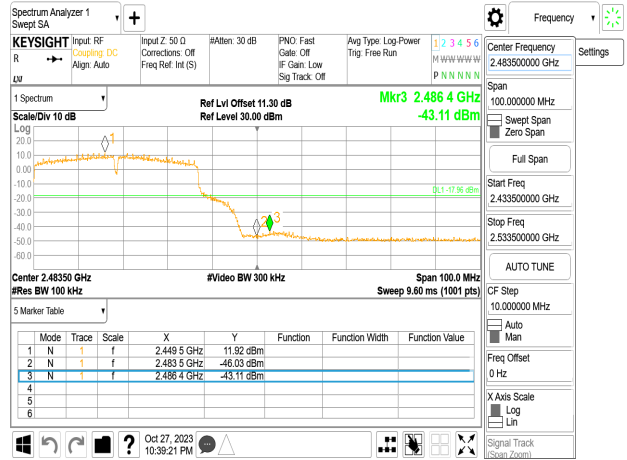 Spectrum Analyzer 1
Swept SA
Frequency
KEYSIGHT
R
Input: RF
Coupling: DC
Align: Auto
Input Z: 50 Ω
Corrections: Off
Freq Ref: Int (S)
#Atten: 30 dB
PNO: Fast
Gate: Off
IF Gain: Low
Sig Track: Off
Avg Type: Log-Power
Trig: Free Run
1 2 3 4 5 6
M W W W W W
P N N N N N
1 Spectrum
Scale/Div 10 dB
Ref Lvl Offset 11.30 dB
Ref Level 30.00 dBm
Mkr3 2.486 4 GHz
-43.11 dBm
Log
20.0
10.0
0.00
-10.0
-20.0
-30.0
-40.0
-50.0
-60.0
1
2
3
DL1 -17.96 dBm
Center 2.48350 GHz
#Res BW 100 kHz
#Video BW 300 kHz
Span 100.0 MHz
Sweep 9.60 ms (1001 pts)
5 Marker Table
Mode Trace Scale X Y Function Function Width Function Value
1 N 1 f 2.449 5 GHz 11.92 dBm
2 N 1 f 2.483 5 GHz -46.03 dBm
3 N 1 f 2.486 4 GHz -43.11 dBm
4
5
6
Oct 27, 2023
10:39:21 PM
?
Center Frequency
2.483500000 GHz
Settings
Span
100.000000 MHz
Swept Span
Zero Span
Full Span
Start Freq
2.433500000 GHz
Stop Freq
2.533500000 GHz
AUTO TUNE
CF Step
10.000000 MHz
Auto
Man
Freq Offset
0 Hz
X Axis Scale
Log
Lin
Signal Track
(Span Zoom)